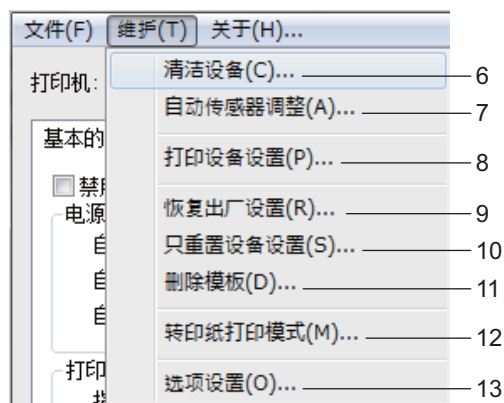 文件(F) 维护(T) 关于(H)...
打印机:
清洁设备(C)... 6
自动传感器调整(A)... 7
基本的
打印设备设置(P)... 8
电源
恢复出厂设置(R)... 9
只重置设备设置(S)... 10
删除模板(D)... 11
转印纸打印模式(M)... 12
打印
选项设置(O)... 13